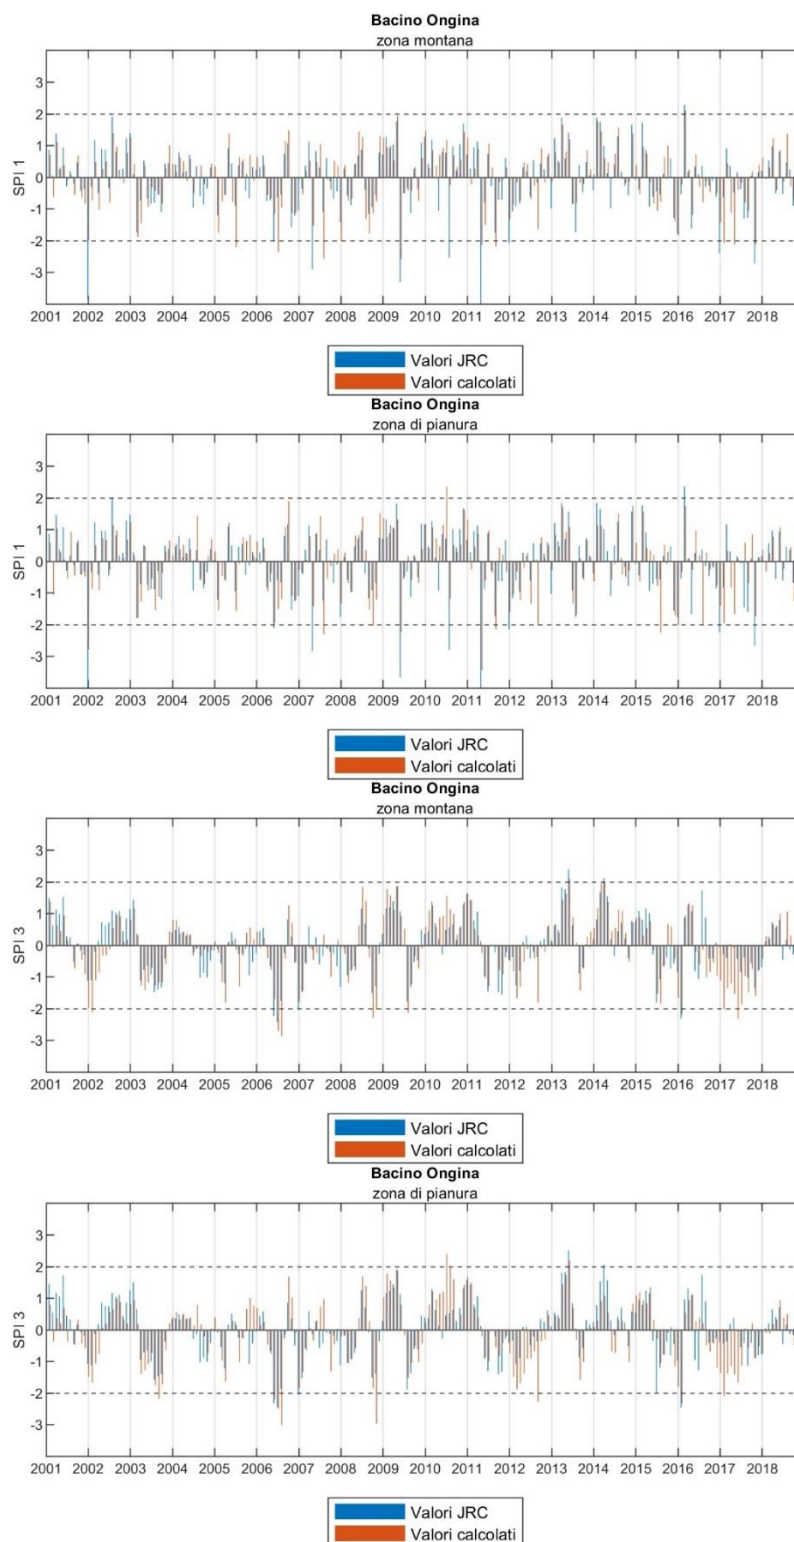 Bacino Ongina
zona montana
3
2
1
0
-1
-2
-3
SPI 1
2001 2002 2003 2004 2005 2006 2007 2008 2009 2010 2011 2012 2013 2014 2015 2016 2017 2018
Valori JRC
Valori calcolati
Bacino Ongina
zona di pianura
3
2
1
0
-1
-2
-3
SPI 1
2001 2002 2003 2004 2005 2006 2007 2008 2009 2010 2011 2012 2013 2014 2015 2016 2017 2018
Valori JRC
Valori calcolati
Bacino Ongina
zona montana
3
2
1
0
-1
-2
-3
SPI 3
2001 2002 2003 2004 2005 2006 2007 2008 2009 2010 2011 2012 2013 2014 2015 2016 2017 2018
Valori JRC
Valori calcolati
Bacino Ongina
zona di pianura
3
2
1
0
-1
-2
-3
SPI 3
2001 2002 2003 2004 2005 2006 2007 2008 2009 2010 2011 2012 2013 2014 2015 2016 2017 2018
Valori JRC
Valori calcolati